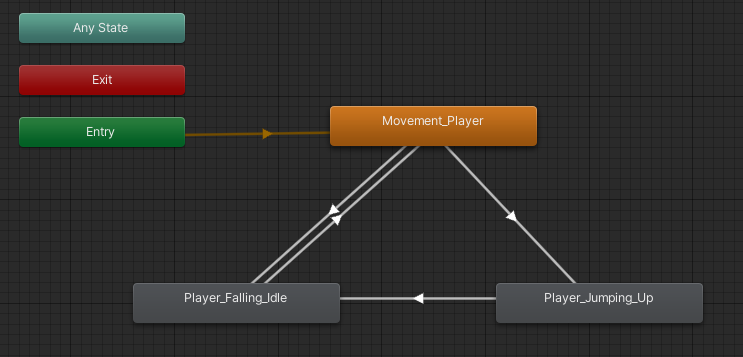 Any State
Exit
Entry
Movement_Player
Player_Falling_Idle
Player_Jumping_Up